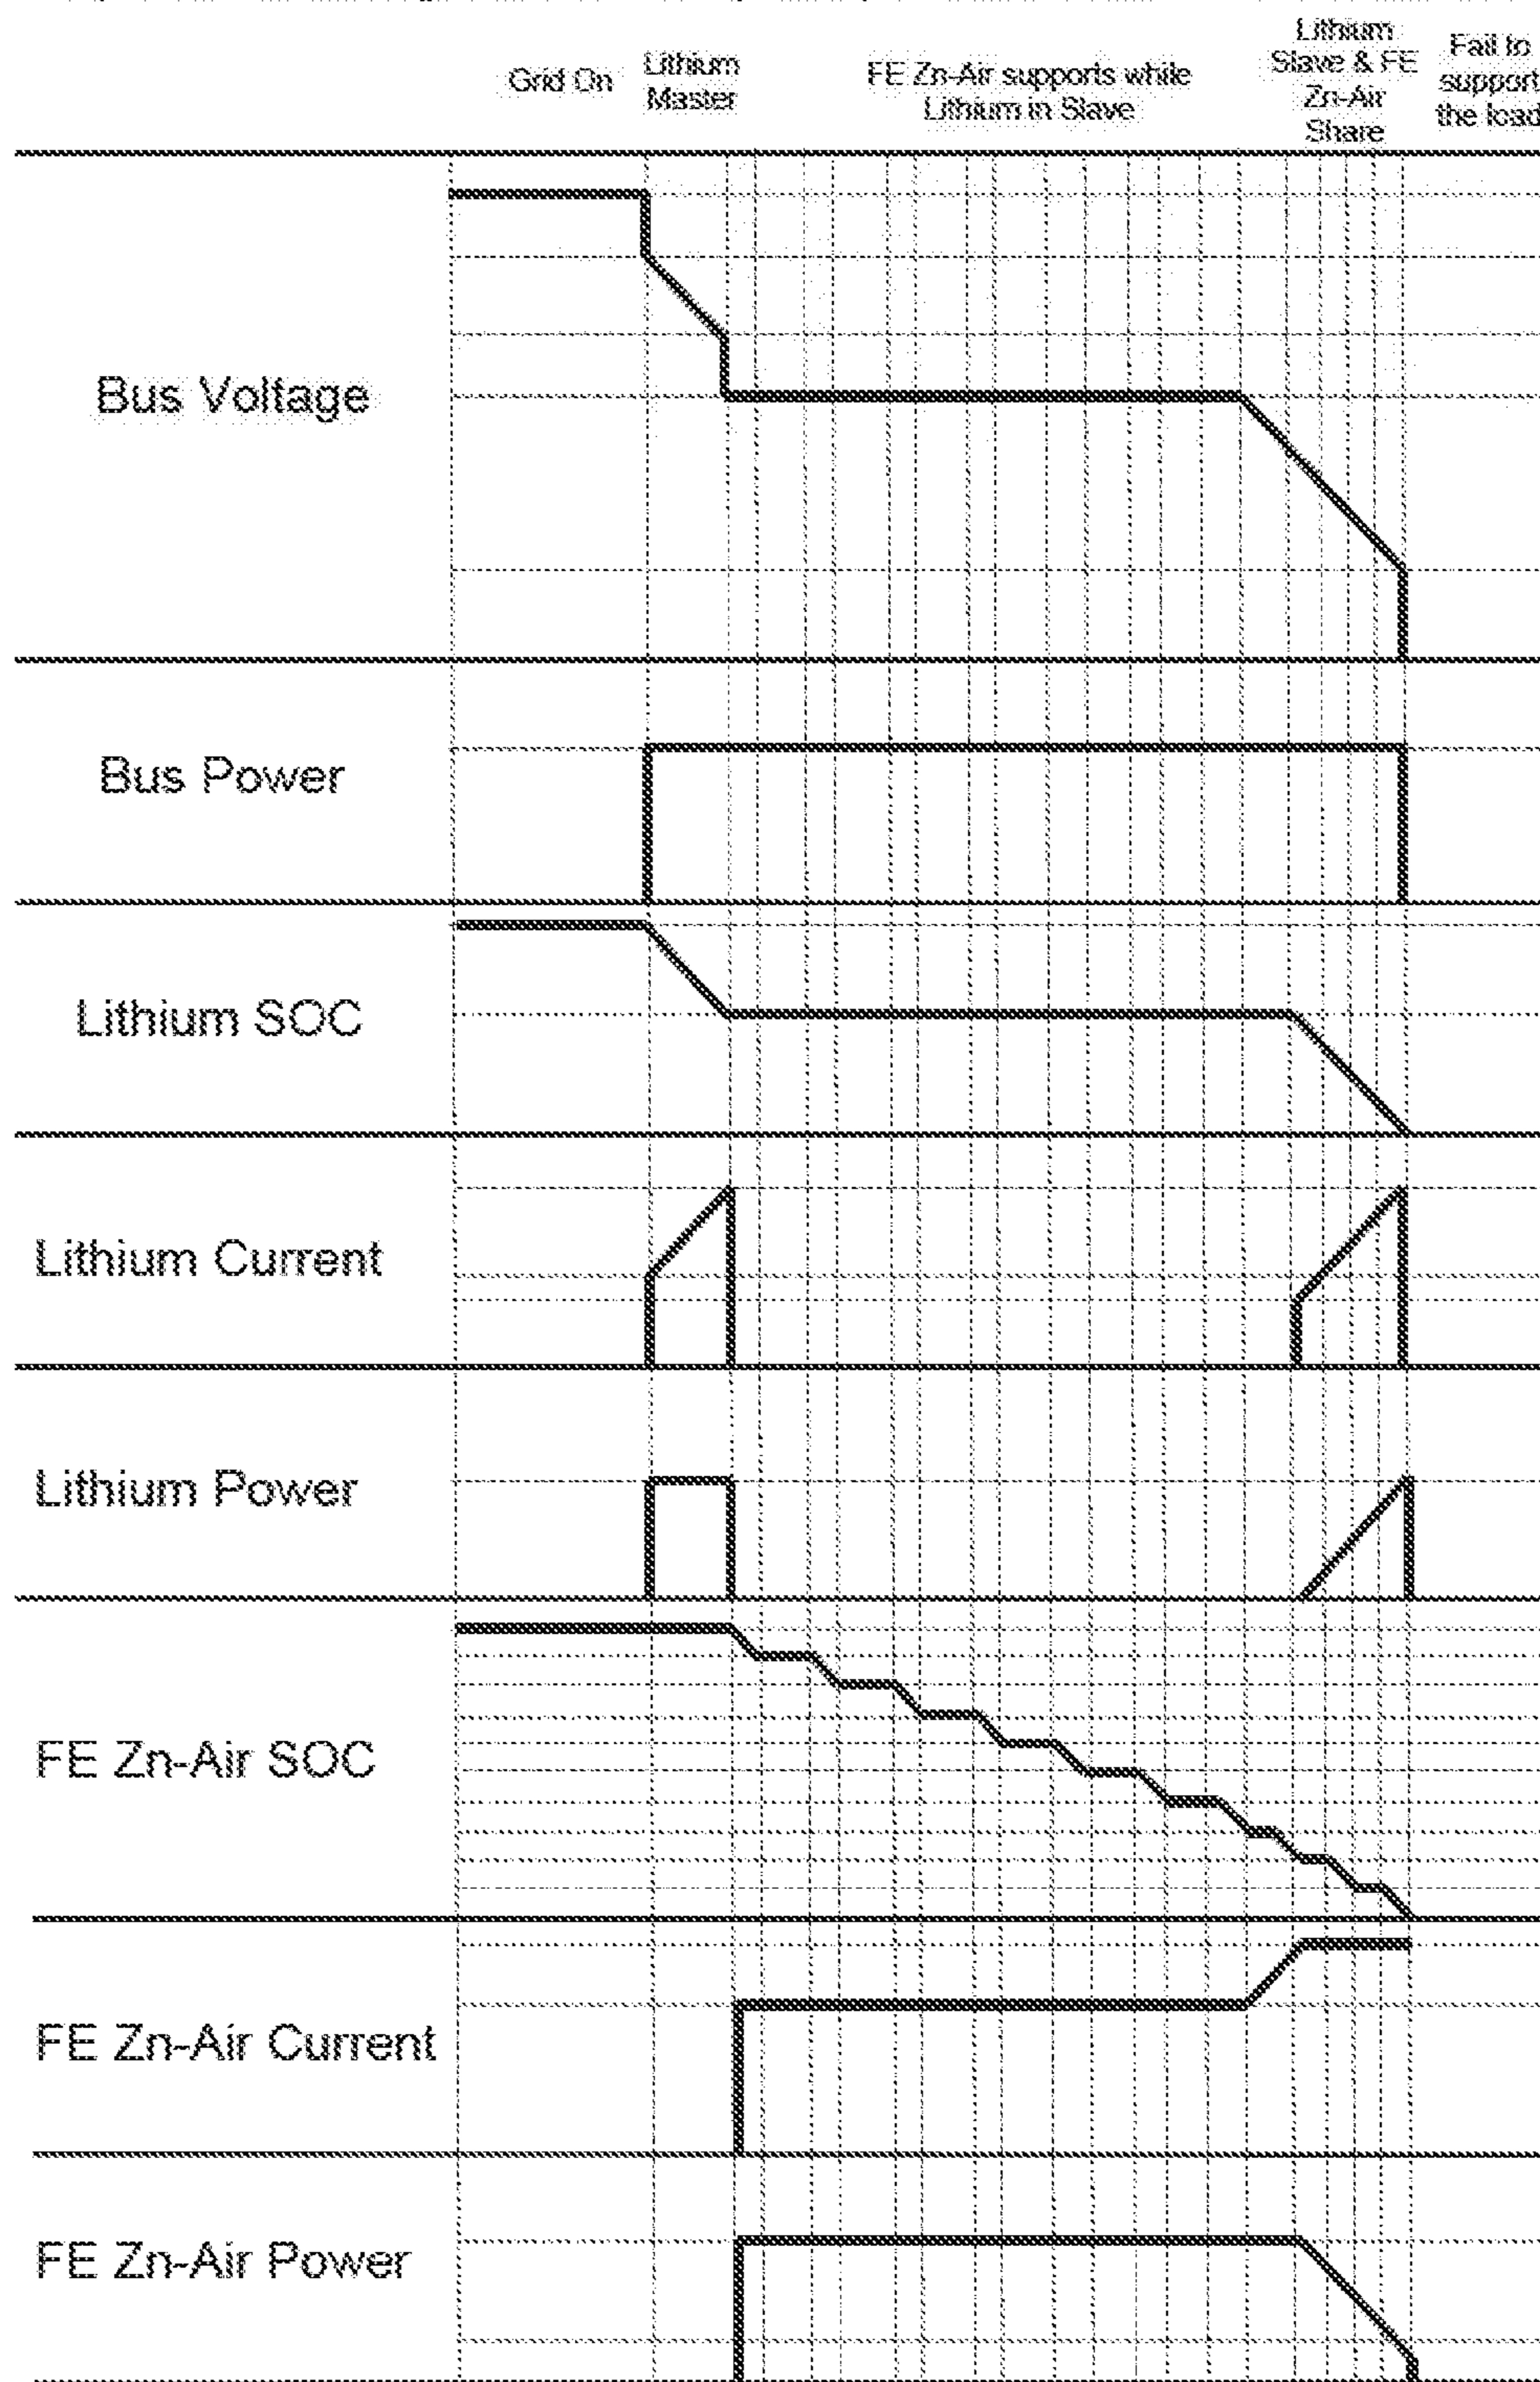 Grid On
Lithium
Master
FE Zn-Air supports while
Lithium in Slave
Lithium
Slave & FE
Zn-Air
Share
Fail to
support
the load
Bus Voltage
Bus Power
Lithium SOC
Lithium Current
Lithium Power
FE Zn-Air SOC
FE Zn-Air Current
FE Zn-Air Power